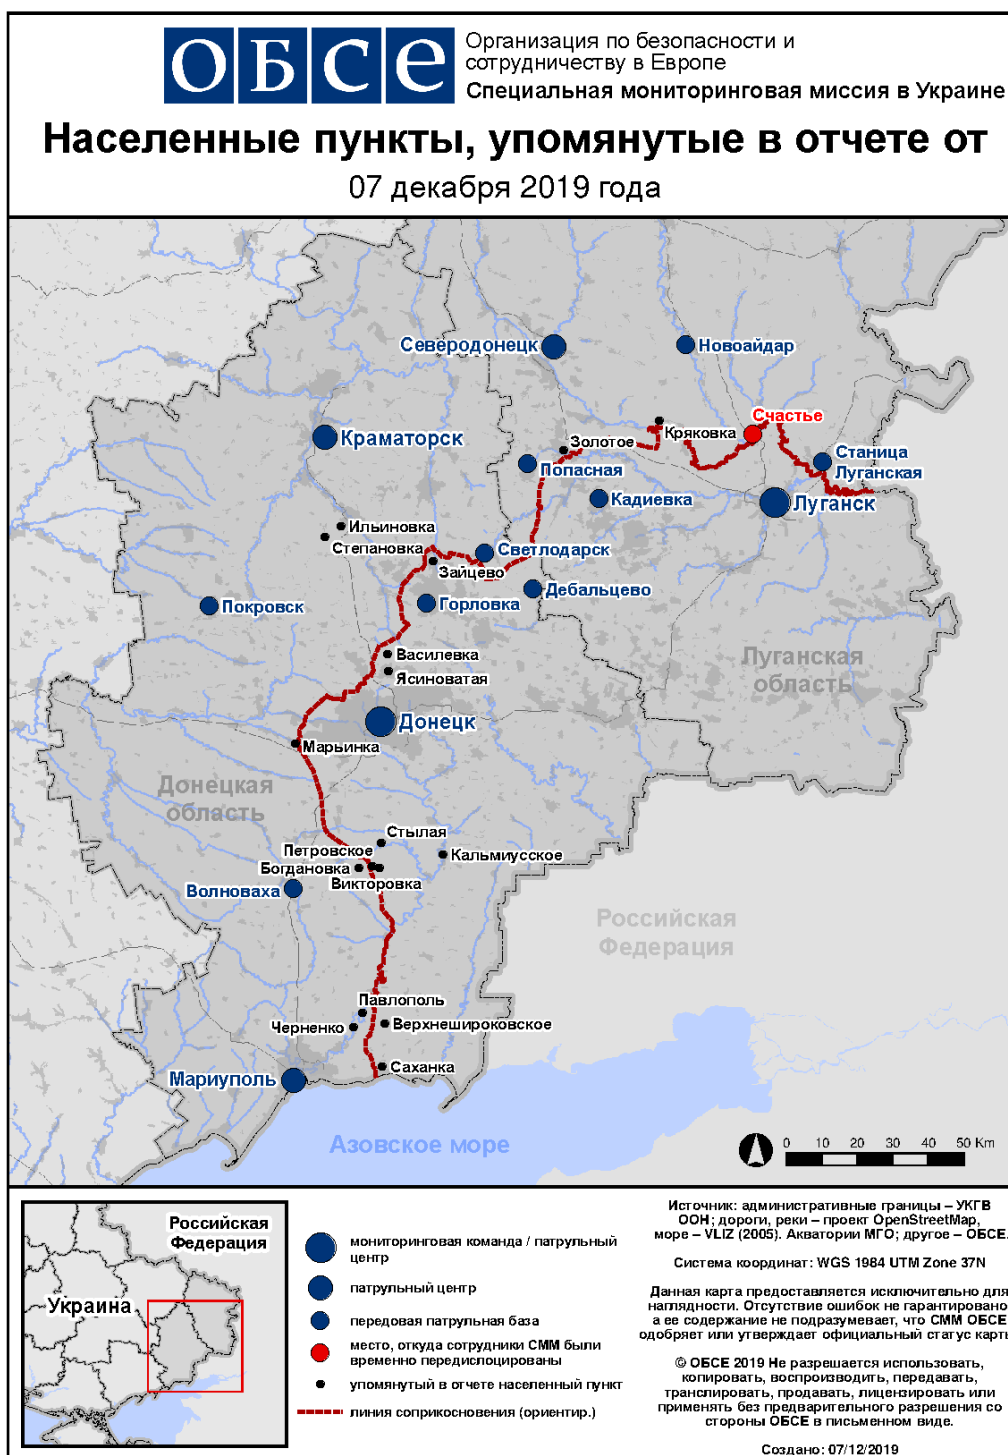 ОБСЕ
Организация по безопасности и
сотрудничеству в Европе
Специальная мониторинговая миссия в Украине
Населенные пункты, упомянутые в отчете от
07 декабря 2019 года
Северодонецк
Новоайдар
Счастье
Краматорск
Золотое
Кряковка
Станица
Луганская
Попасная
Кадиевка
Луганск
Ильиновка
Степановка
Светлодарск
Зайцево
Дебальцево
Покровск
Горловка
Василевка
Ясиноватая
Луганская
область
Донецк
Марьинка
Донецкая
область
Стылая
Петровское
Кальмиусское
Богдановка
Викторовка
Волноваха
Российская
Федерация
Павлополь
Черненко
Верхнешироковское
Саханка
Мариуполь
Азовское море
0 10 20 30 40 50 Km
Российская
Федерация
Украина
мониторинговая команда / патрульный
центр
патрульный центр
передовая патрульная база
место, откуда сотрудники СММ были
временно передислоцированы
упомянутый в отчете населенный пункт
линия соприкосновения (ориентир.)
Источник: административные границы – УКГВ
ООН; дороги, реки – проект OpenStreetMap,
море – VLIZ (2005). Акватории МГО; другое – ОБСЕ.
Система координат: WGS 1984 UTM Zone 37N
Данная карта предоставляется исключительно для
наглядности. Отсутствие ошибок не гарантировано
а ее содержание не подразумевает, что СММ ОБСЕ
одобряет или утверждает официальный статус карты
© ОБСЕ 2019 Не разрешается использовать,
копировать, воспроизводить, передавать,
транслировать, продавать, лицензировать или
применять без предварительного разрешения со
стороны ОБСЕ в письменном виде.
Создано: 07/12/2019